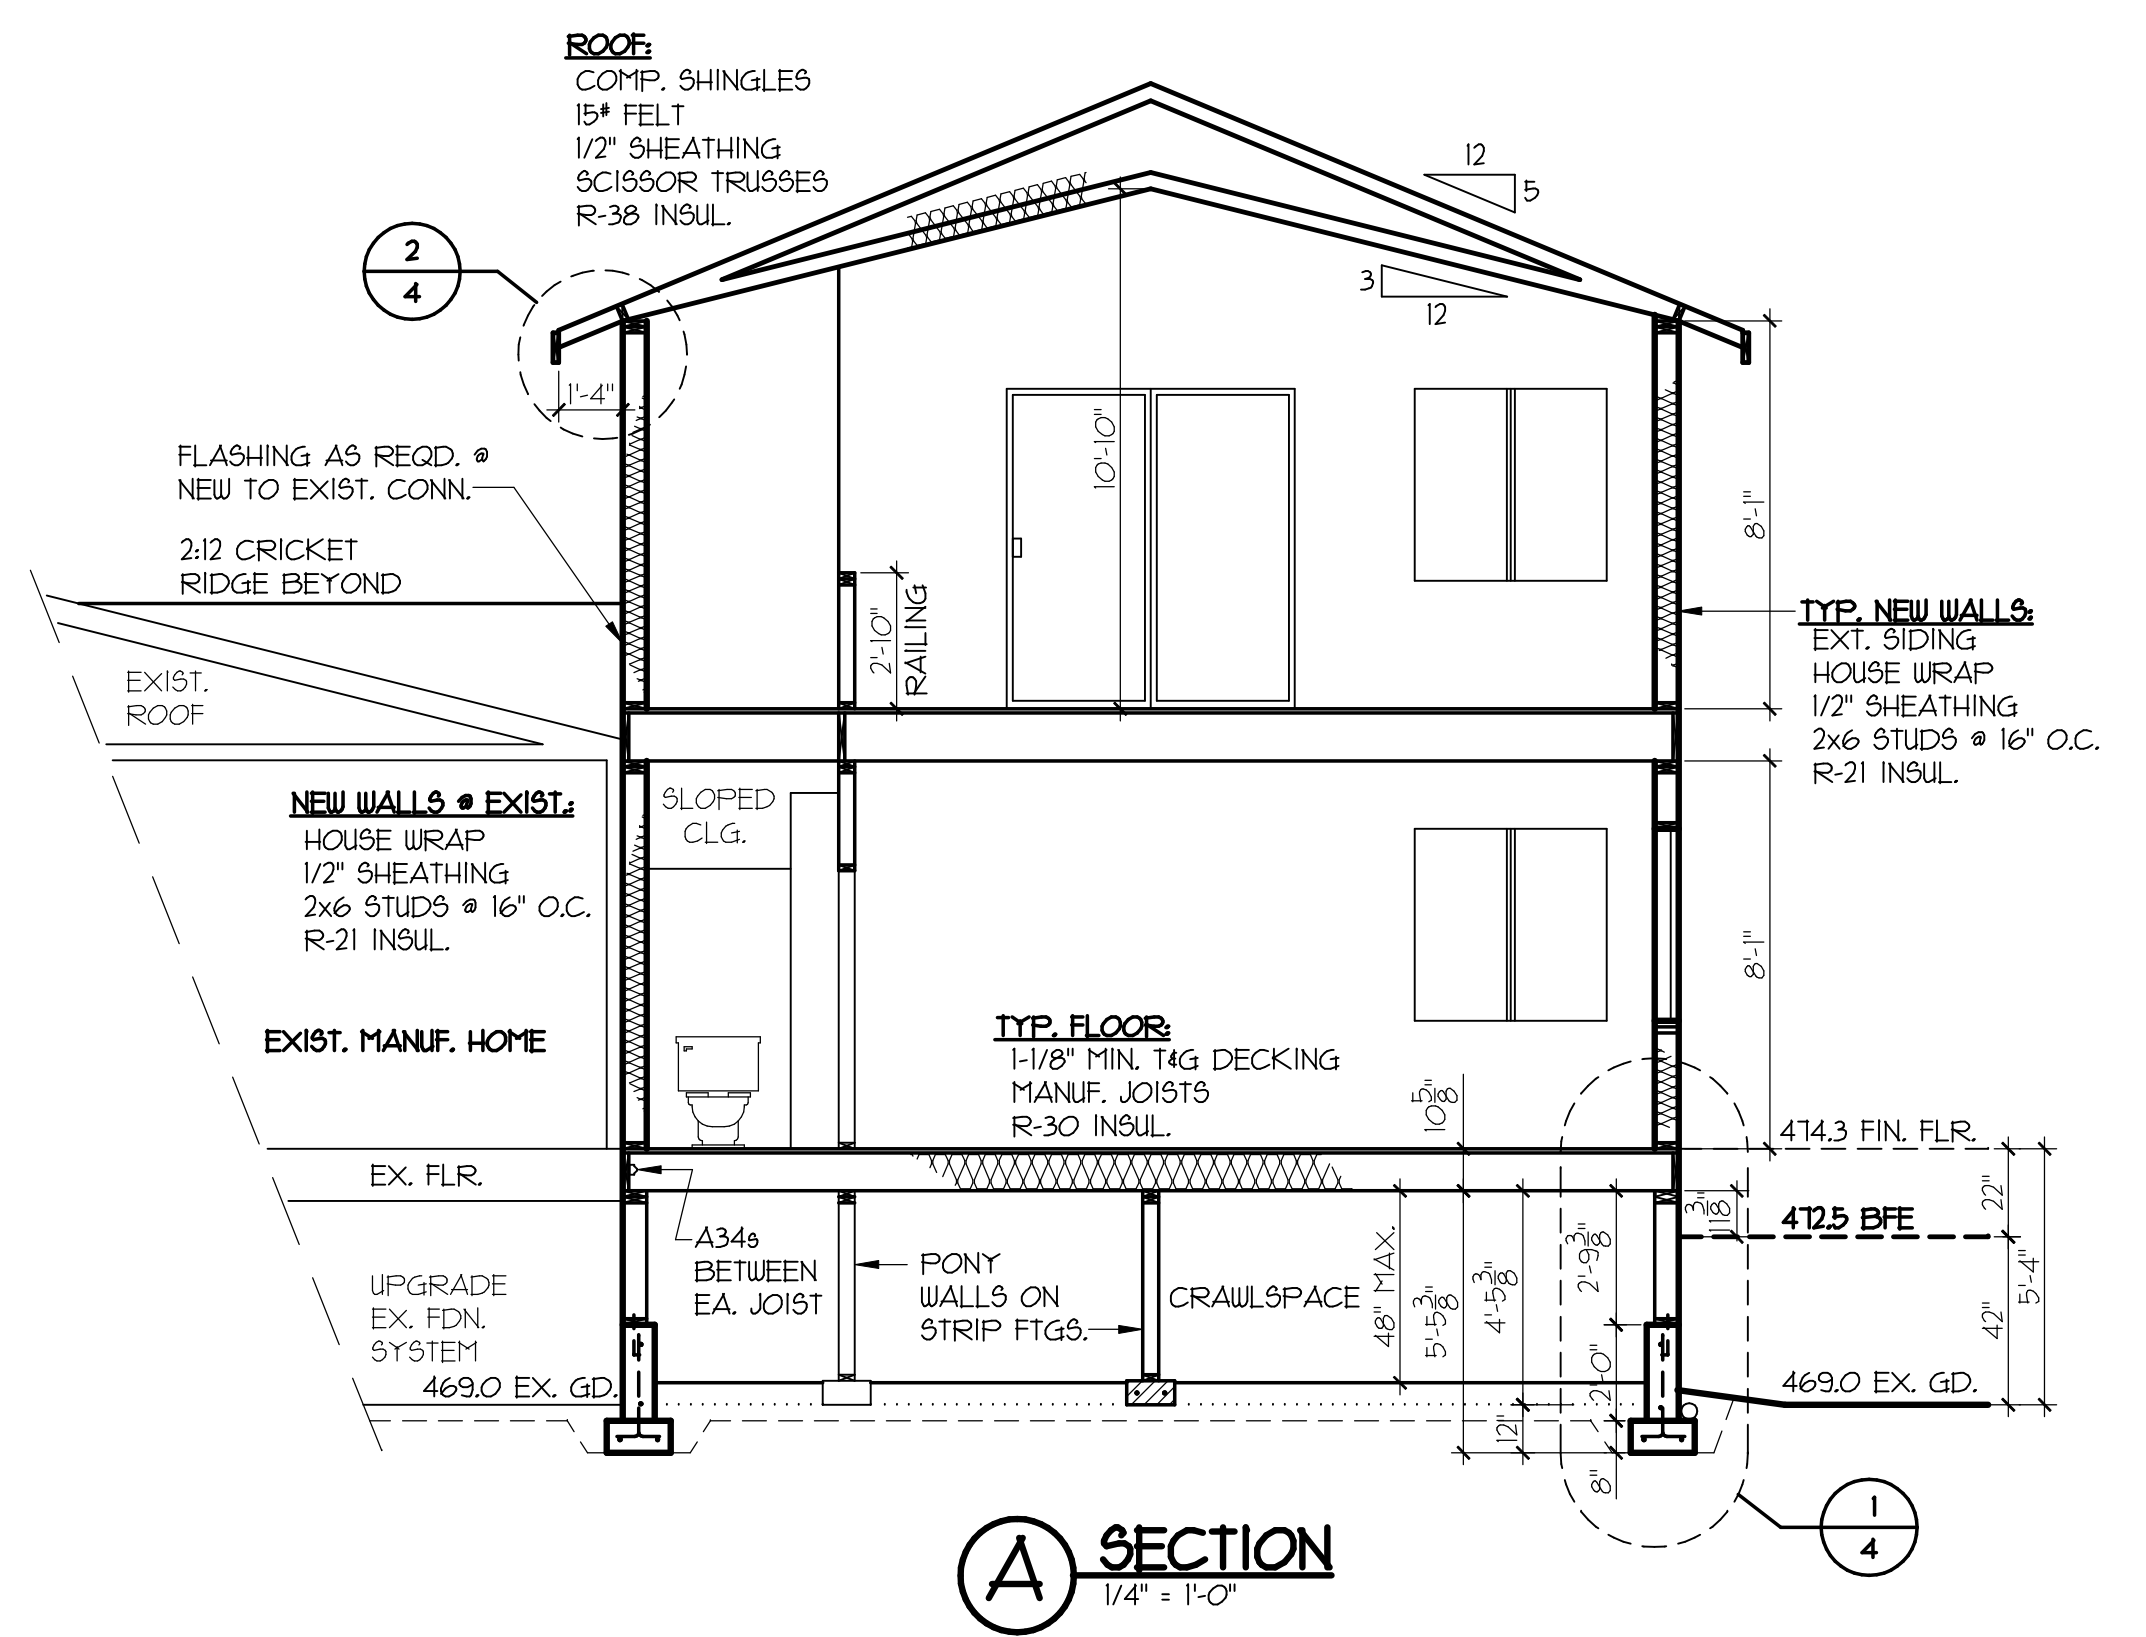 ROOF:
COMP. SHINGLES
15# FELT
1/2" SHEATHING
SCISSOR TRUSSES
R-38 INSUL.
12
5
3
12
2
4
1'-4"
FLASHING AS REQD. @
NEW TO EXIST. CONN.
2:12 CRICKET
RIDGE BEYOND
EXIST.
ROOF
10'-10"
2'-10"
RAILING
8'-1"
TYP. NEW WALLS:
EXT. SIDING
HOUSE WRAP
1/2" SHEATHING
2x6 STUDS @ 16" O.C.
R-21 INSUL.
NEW WALLS @ EXIST.:
HOUSE WRAP
1/2" SHEATHING
2x6 STUDS @ 16" O.C.
R-21 INSUL.
SLOPED
CLG.
8'-1"
EXIST. MANUF. HOME
TYP. FLOOR:
1-1/8" MIN. T&G DECKING
MANUF. JOISTS
R-30 INSUL.
10 5/8"
474.3 FIN. FLR.
EX. FLR.
A34s
BETWEEN
EA. JOIST
PONY
WALLS ON
STRIP FTGS.
CRAWLSPACE
48" MAX.
5'-5 3/8"
4'-5 3/8"
2'-9 3/8"
11 3/8"
472.5 BFE
22"
42"
5'-4"
UPGRADE
EX. FDN.
SYSTEM
469.0 EX. GD.
2'-0"
469.0 EX. GD.
12"
8"
1
4
A
SECTION
1/4" = 1'-0"